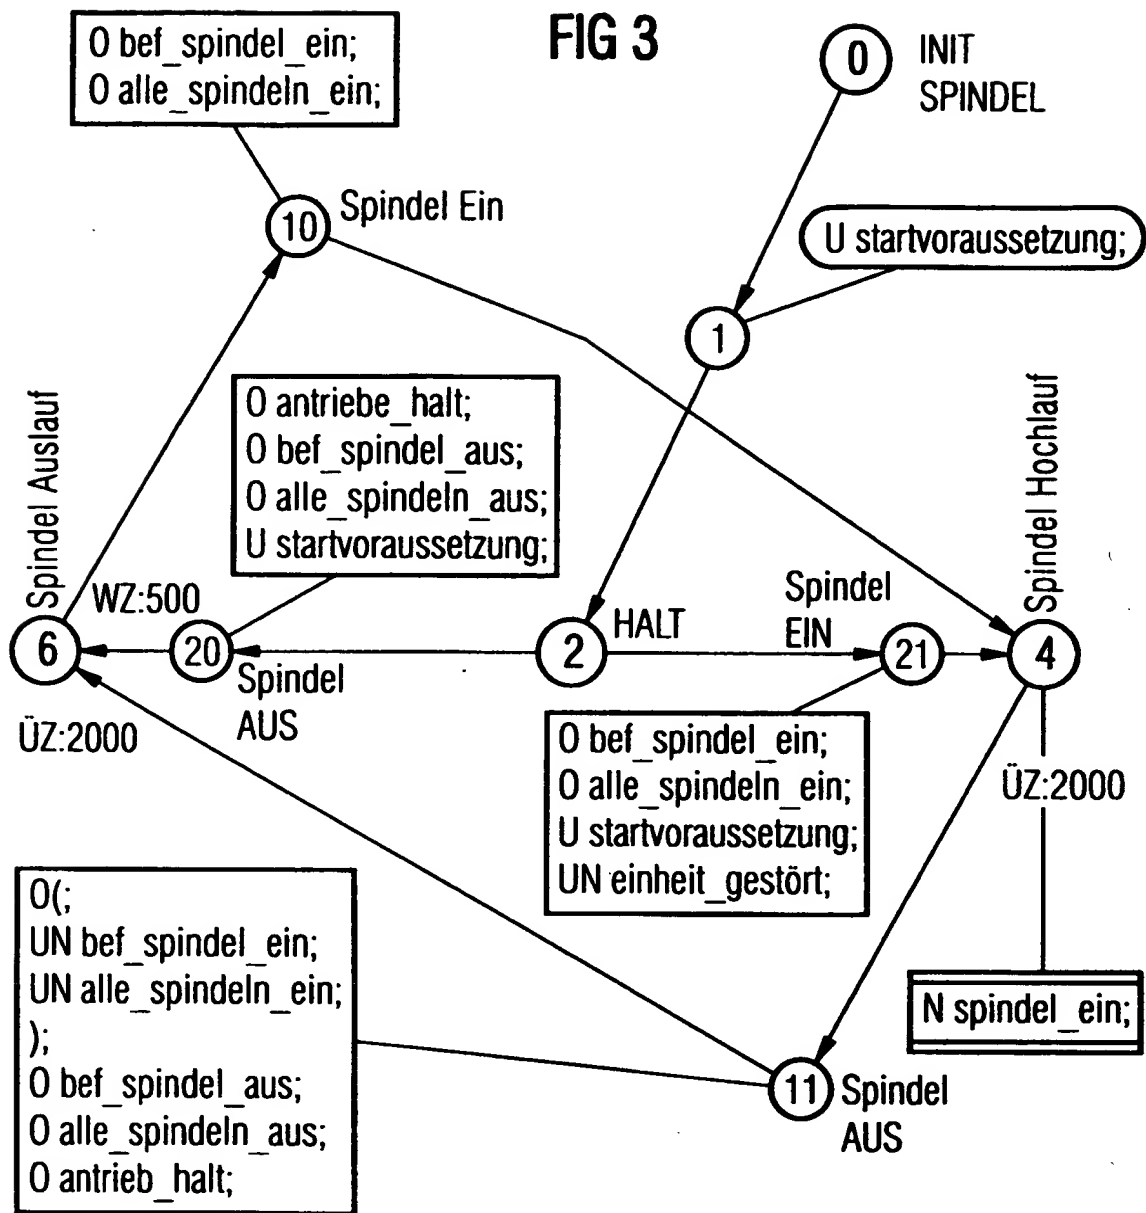 FIG 3
O bef_spindel_ein;
O alle_spindeln_ein;
0
INIT
SPINDEL
10
Spindel Ein
U startvoraussetzung;
1
O antriebe_halt;
O bef_spindel_aus;
O alle_spindeln_aus;
U startvoraussetzung;
Spindel Auslauf
Spindel Hochlauf
WZ:500
6
20
Spindel
AUS
2
HALT
Spindel
EIN
21
4
ÜZ:2000
O bef_spindel_ein;
O alle_spindeln_ein;
U startvoraussetzung;
UN einheit_gestört;
ÜZ:2000
O(;
UN bef_spindel_ein;
UN alle_spindeln_ein;
);
O bef_spindel_aus;
O alle_spindeln_aus;
O antrieb_halt;
N spindel_ein;
11
Spindel
AUS